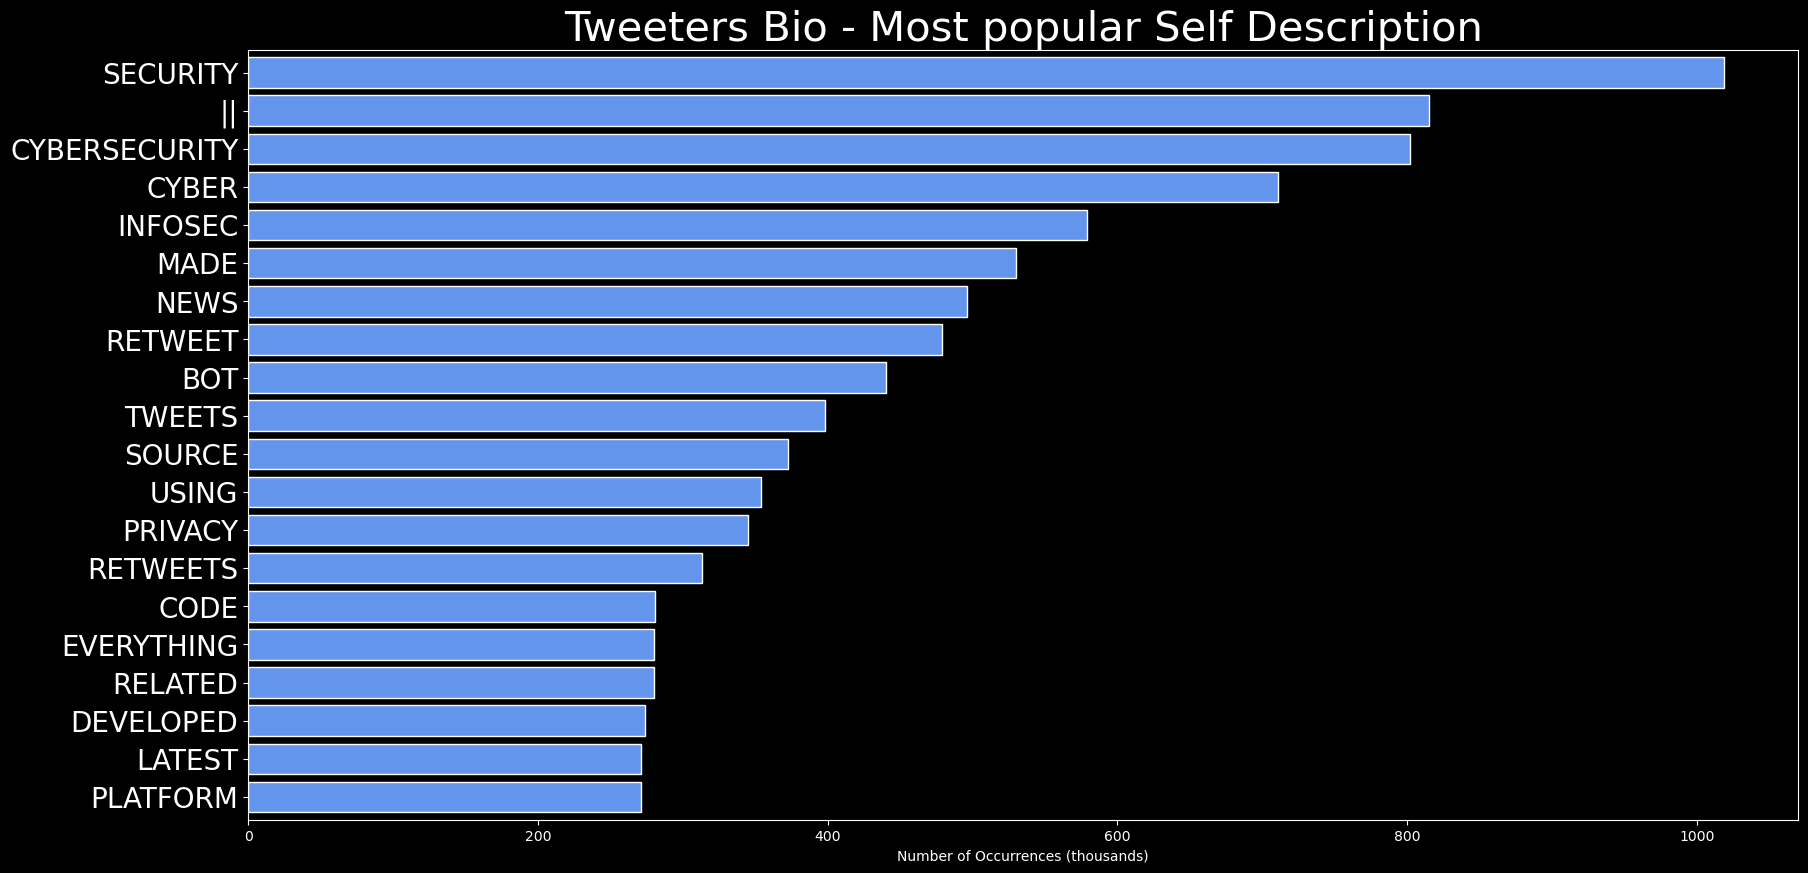 Tweeters Bio - Most popular Self Description
SECURITY
||
CYBERSECURITY
CYBER
INFOSEC
MADE
NEWS
RETWEET
BOT
TWEETS
SOURCE
USING
PRIVACY
RETWEETS
CODE
EVERYTHING
RELATED
DEVELOPED
LATEST
PLATFORM
0 200 400 600 800 1000
Number of Occurrences (thousands)